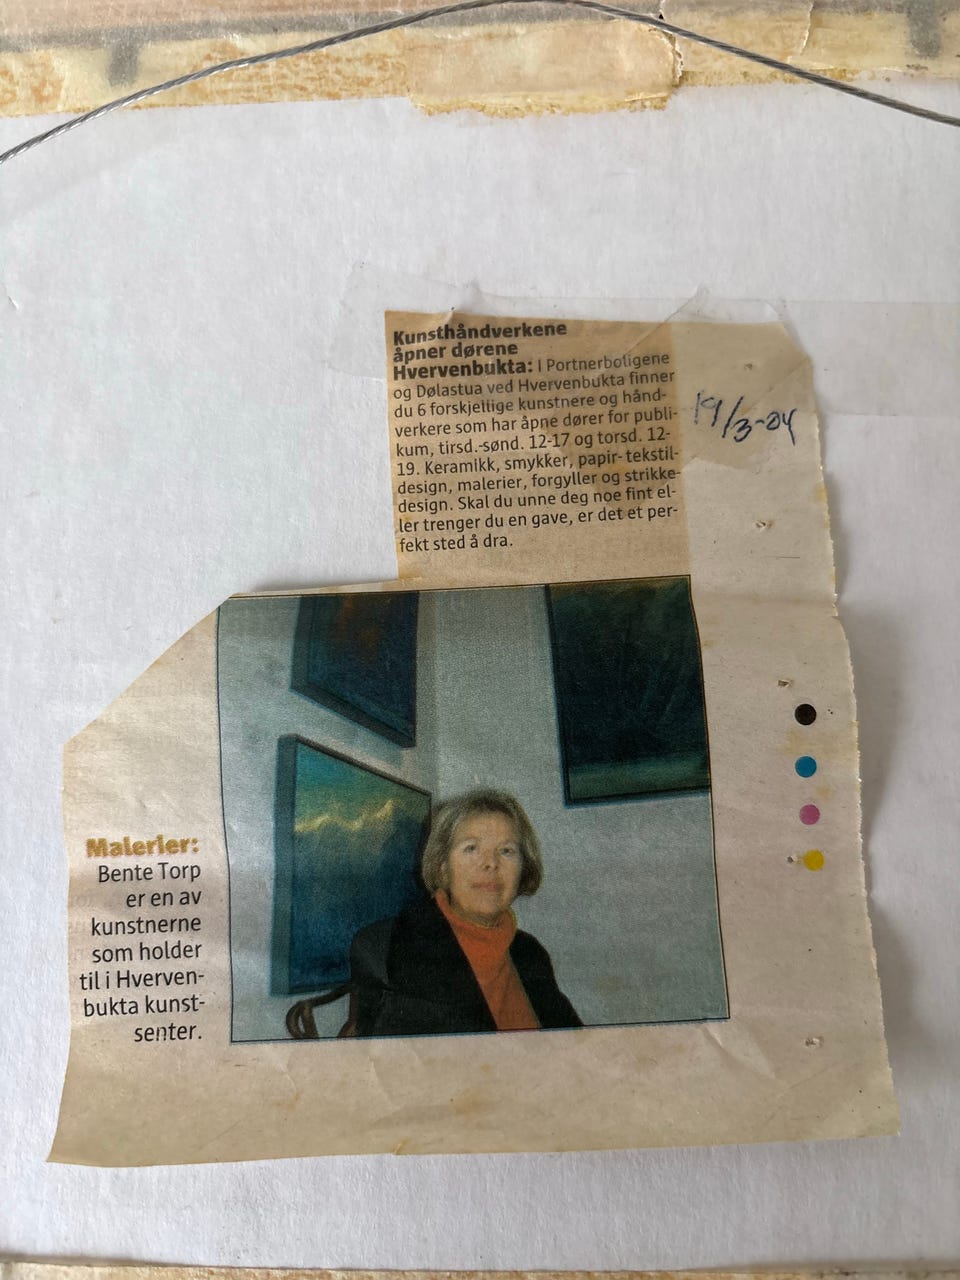 Kunsthåndverkene
åpner dørene
Hvervenbukta: I Portnerboligene
og Dølastua ved Hvervenbukta finner
du 6 forskjellige kunstnere og hånd-
verkere som har åpne dører for publi-
kum, tirsd.-sønd. 12-17 og torsd. 12-
19. Keramikk, smykker, papir- tekstil-
design, malerier, forgyller og strikke-
design. Skal du unne deg noe fint el-
ler trenger du en gave, er det et per-
fekt sted å dra.
19/3-04
Malerier:
Bente Torp
er en av
kunstnerne
som holder
til i Hverven-
bukta kunst-
senter.